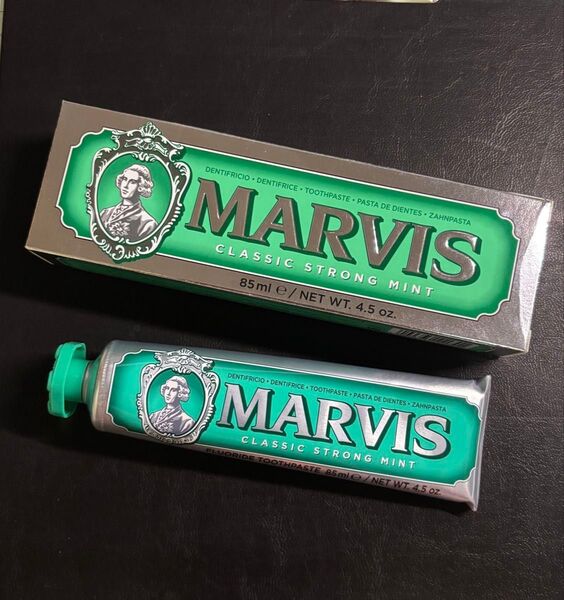 DENTIFRICIO • DENTIFRICE • TOOTHPASTE • PASTA DE DIENTES • ZAHNPASTA
MARVIS
CLASSIC STRONG MINT
85ml ℮ / NET WT. 4.5 oz.
DENTIFRICIO • DENTIFRICE • TOOTHPASTE • PASTA DE DIENTES • ZAHNPASTA
MARVIS
CLASSIC STRONG MINT
FLUORIDE TOOTHPASTE 85ml ℮ / NET WT. 4.5 oz.